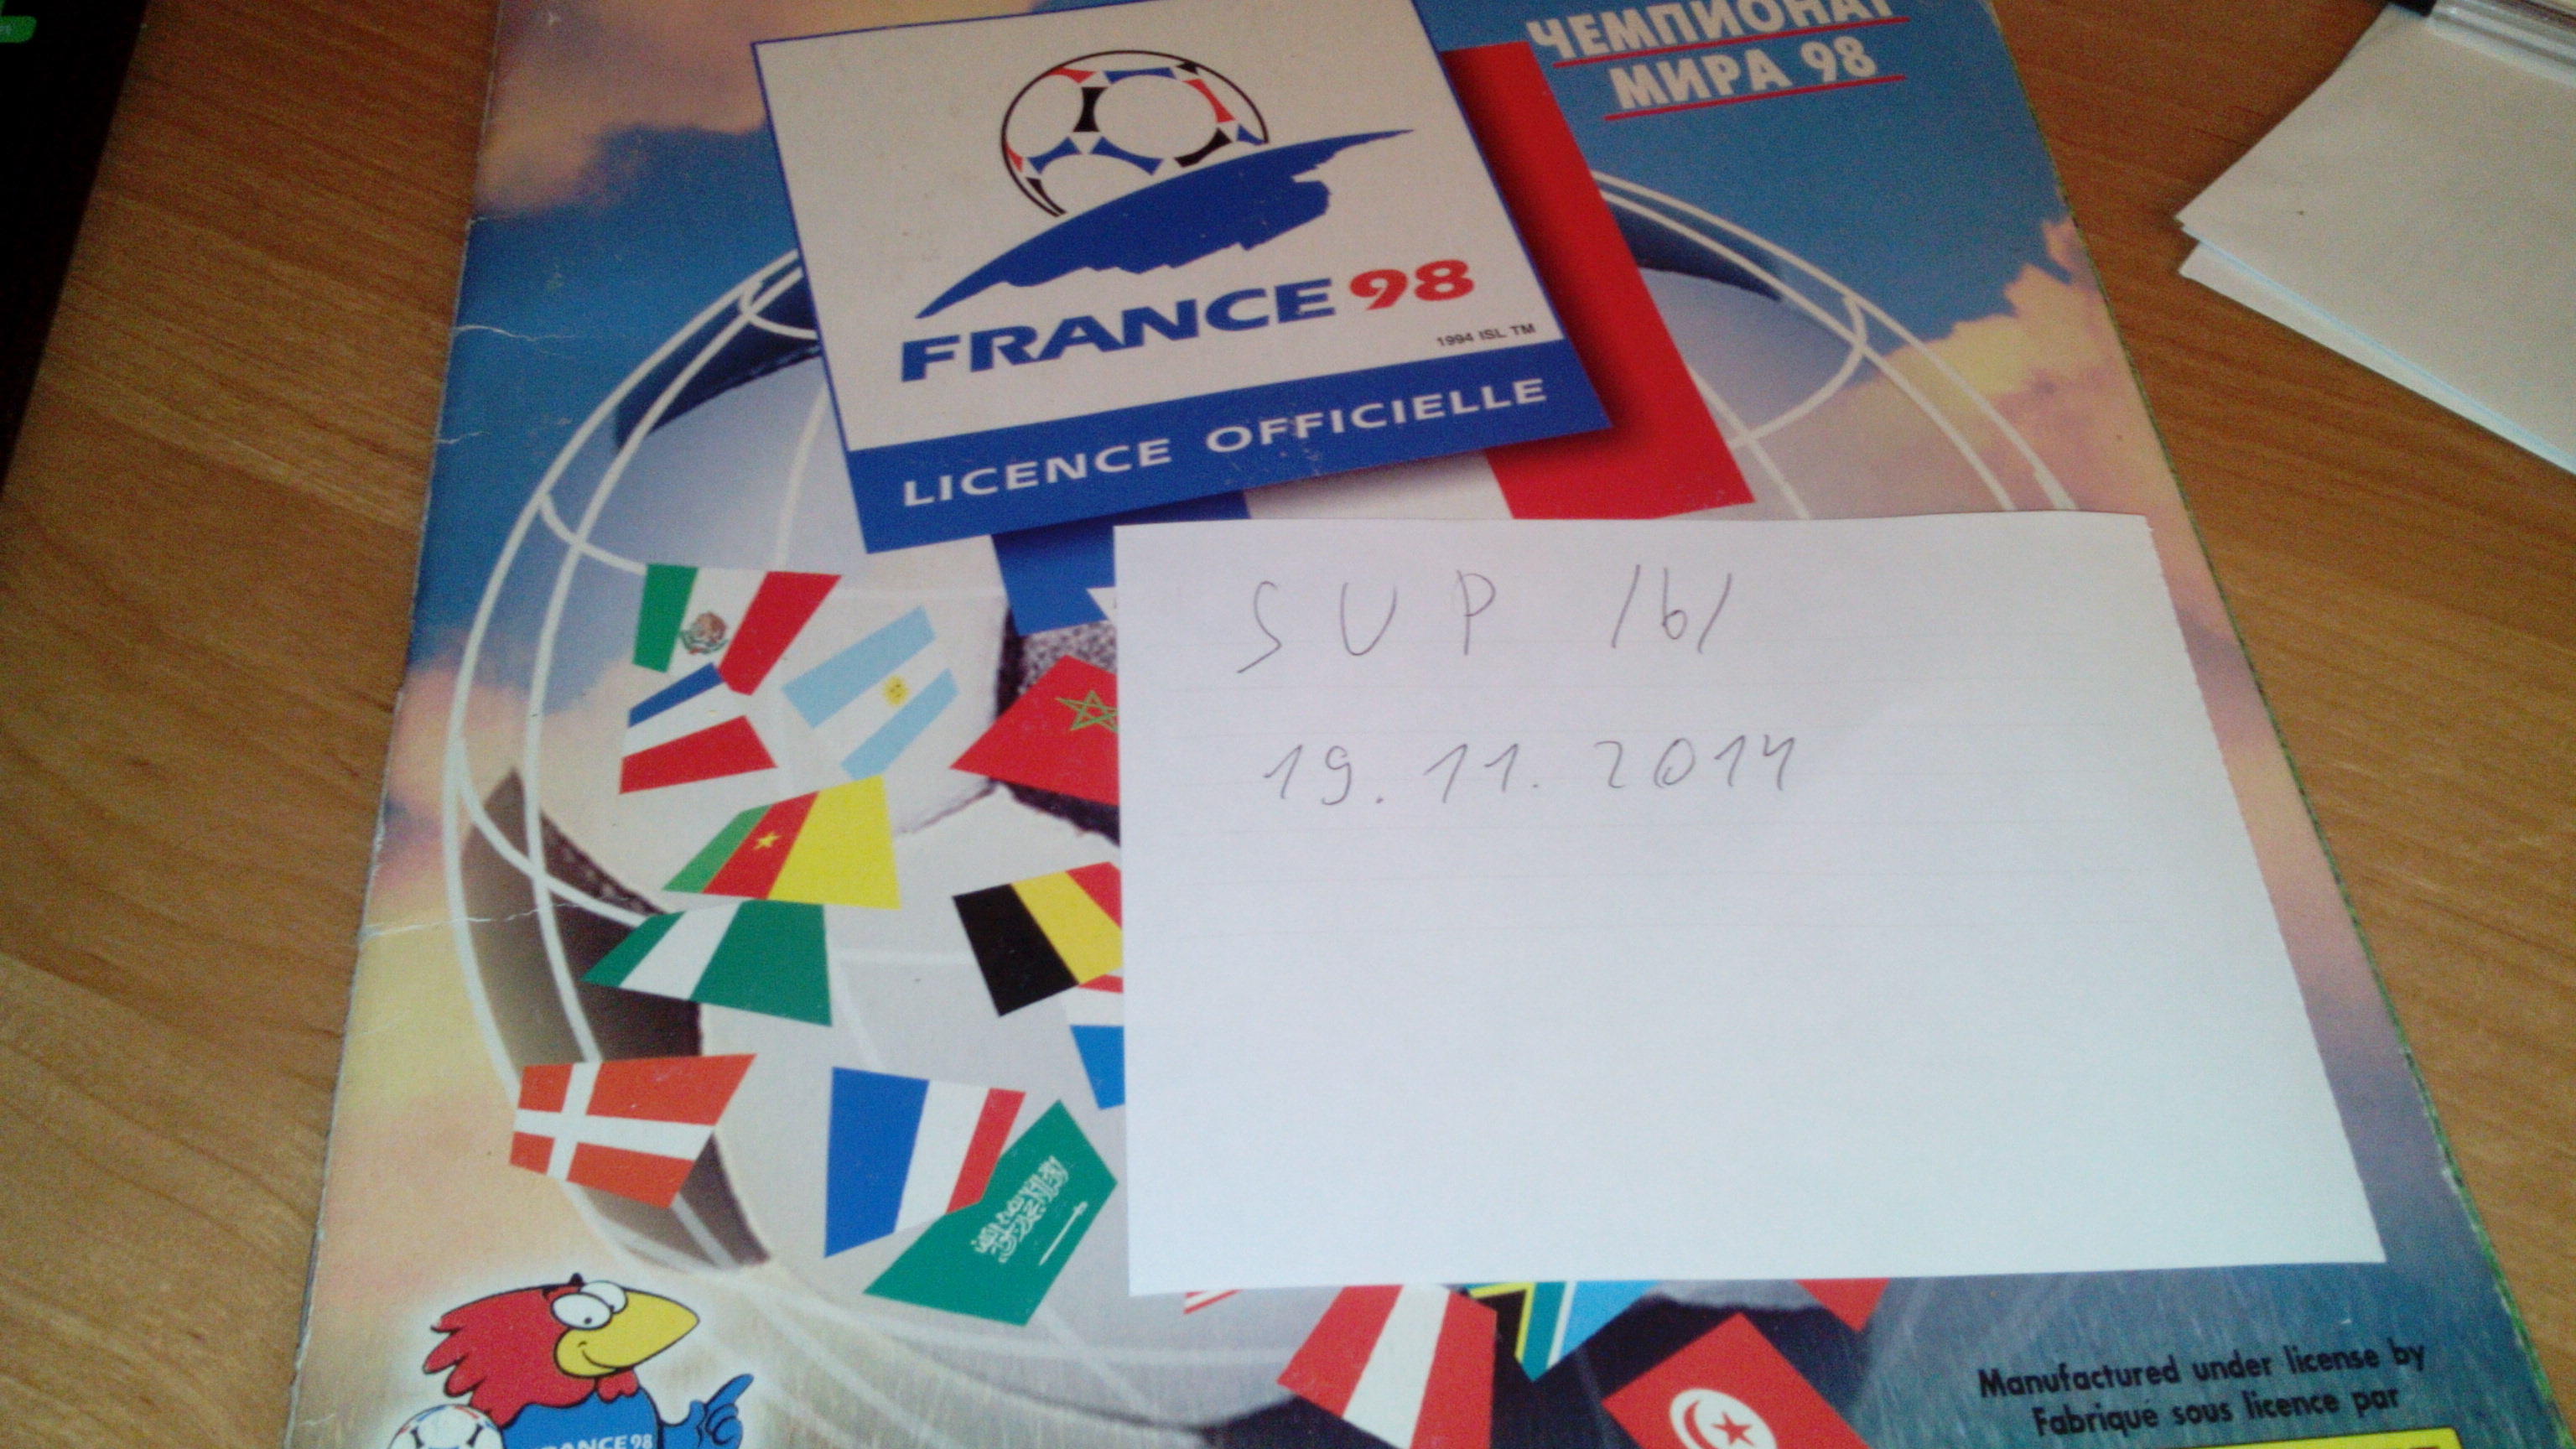 ЧЕМПИОНАТ
МИРА 98
FRANCE 98
1994 ISL TM
LICENCE OFFICIELLE
SUP /b/
19.11.2014
Manufactured under license by
Fabriqué sous licence par
FRANCE 98